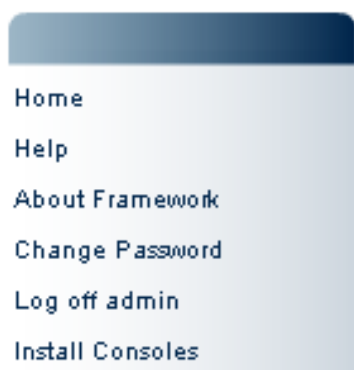 Home
Help
About Framework
Change Password
Log off admin
Install Consoles